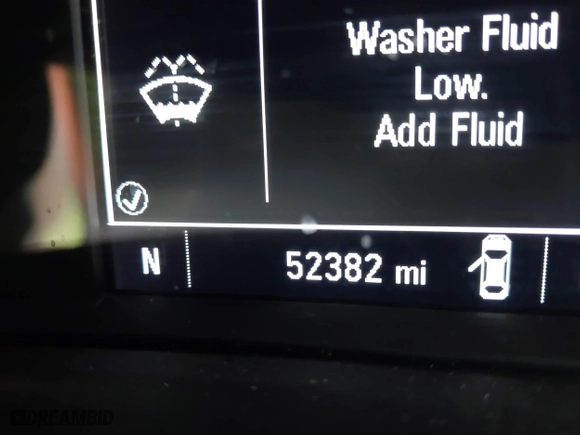 Washer Fluid
Low.
Add Fluid
N
52382 mi
DREAMBID